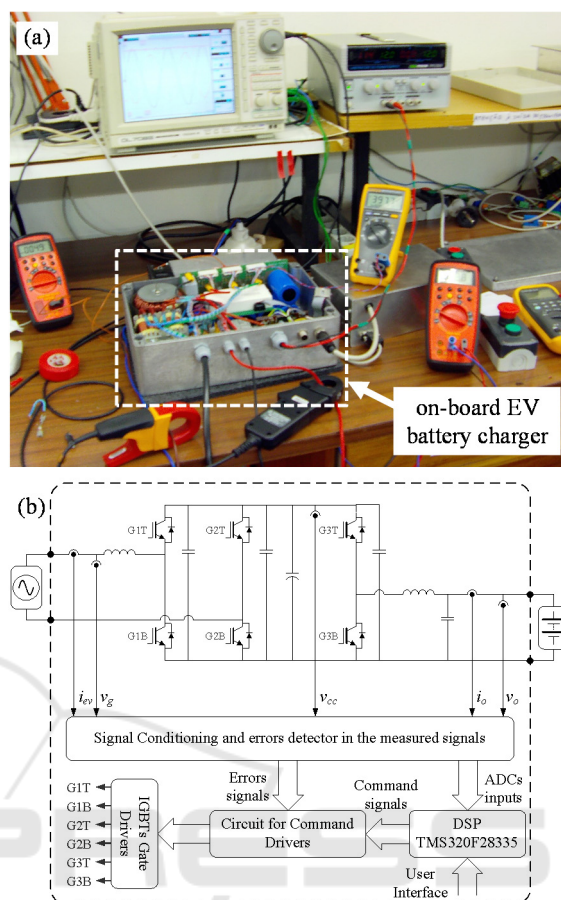 (a)
3937
on-board EV
battery charger
(b)
G1T
G2T
G3T
G1B
G2B
G3B
i_ev
v_g
v_cc
i_o
v_o
Signal Conditioning and errors detector in the measured signals
Errors
signals
Command
signals
ADCs
inputs
G1T
G1B
G2T
G2B
G3T
G3B
IGBTs Gate
Drivers
Circuit for Command
Drivers
DSP
TMS320F28335
User
Interface
PRESS